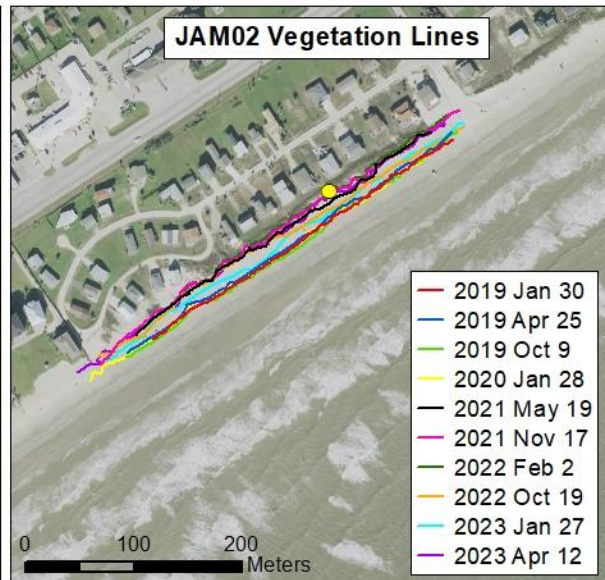 JAM02 Vegetation Lines
2019 Jan 30
2019 Apr 25
2019 Oct 9
2020 Jan 28
2021 May 19
2021 Nov 17
2022 Feb 2
2022 Oct 19
2023 Jan 27
2023 Apr 12
0 100 200
Meters